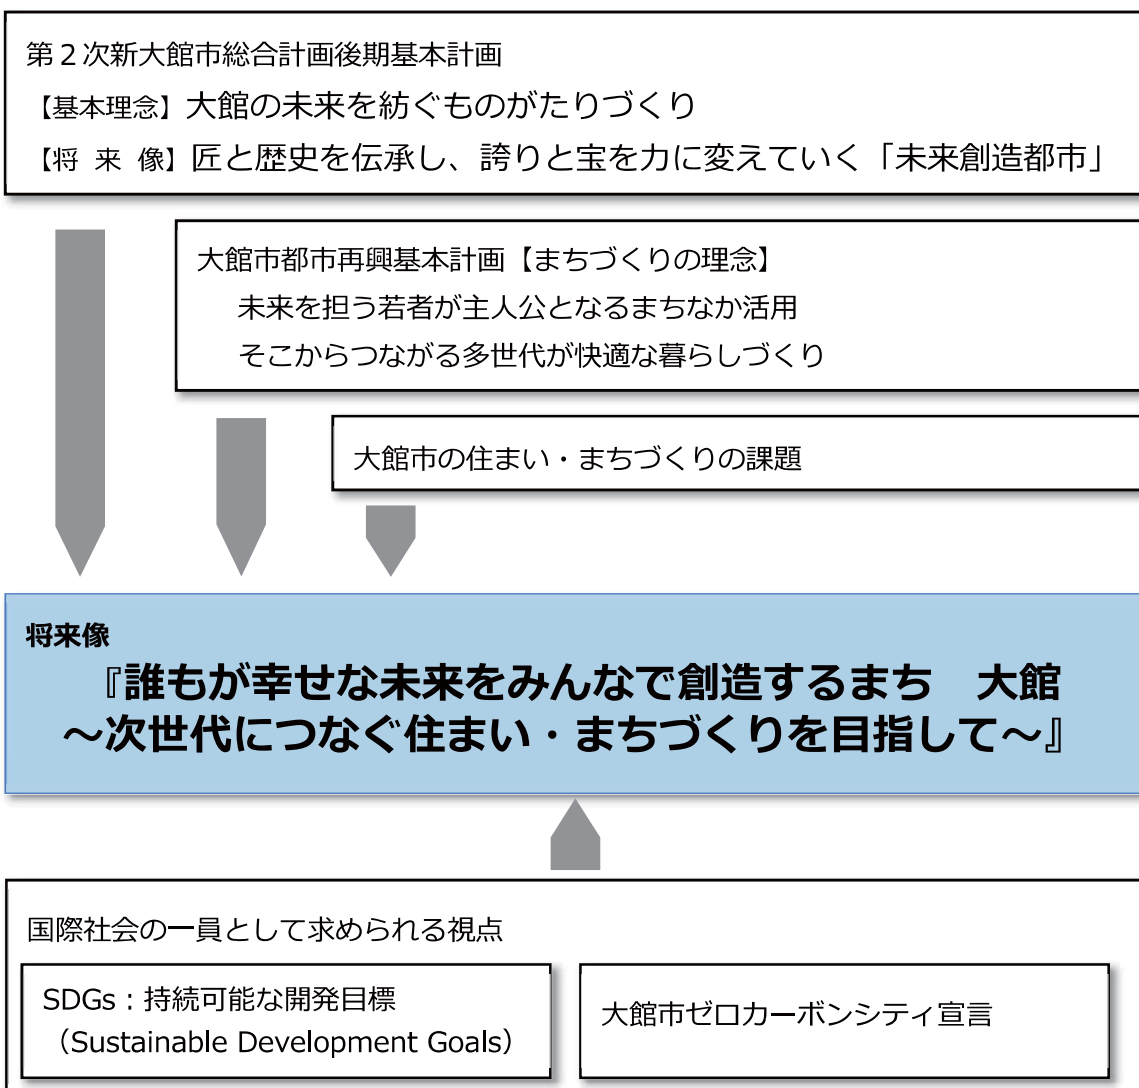 第２次新大館市総合計画後期基本計画
【基本理念】大館の未来を紡ぐものがたりづくり
【将 来 像】匠と歴史を伝承し、誇りと宝を力に変えていく「未来創造都市」
大館市都市再興基本計画【まちづくりの理念】
未来を担う若者が主人公となるまちなか活用
そこからつながる多世代が快適な暮らしづくり
大館市の住まい・まちづくりの課題
将来像
『誰もが幸せな未来をみんなで創造するまち　大館
～次世代につなぐ住まい・まちづくりを目指して～』
国際社会の一員として求められる視点
SDGs：持続可能な開発目標
（Sustainable Development Goals）
大館市ゼロカーボンシティ宣言